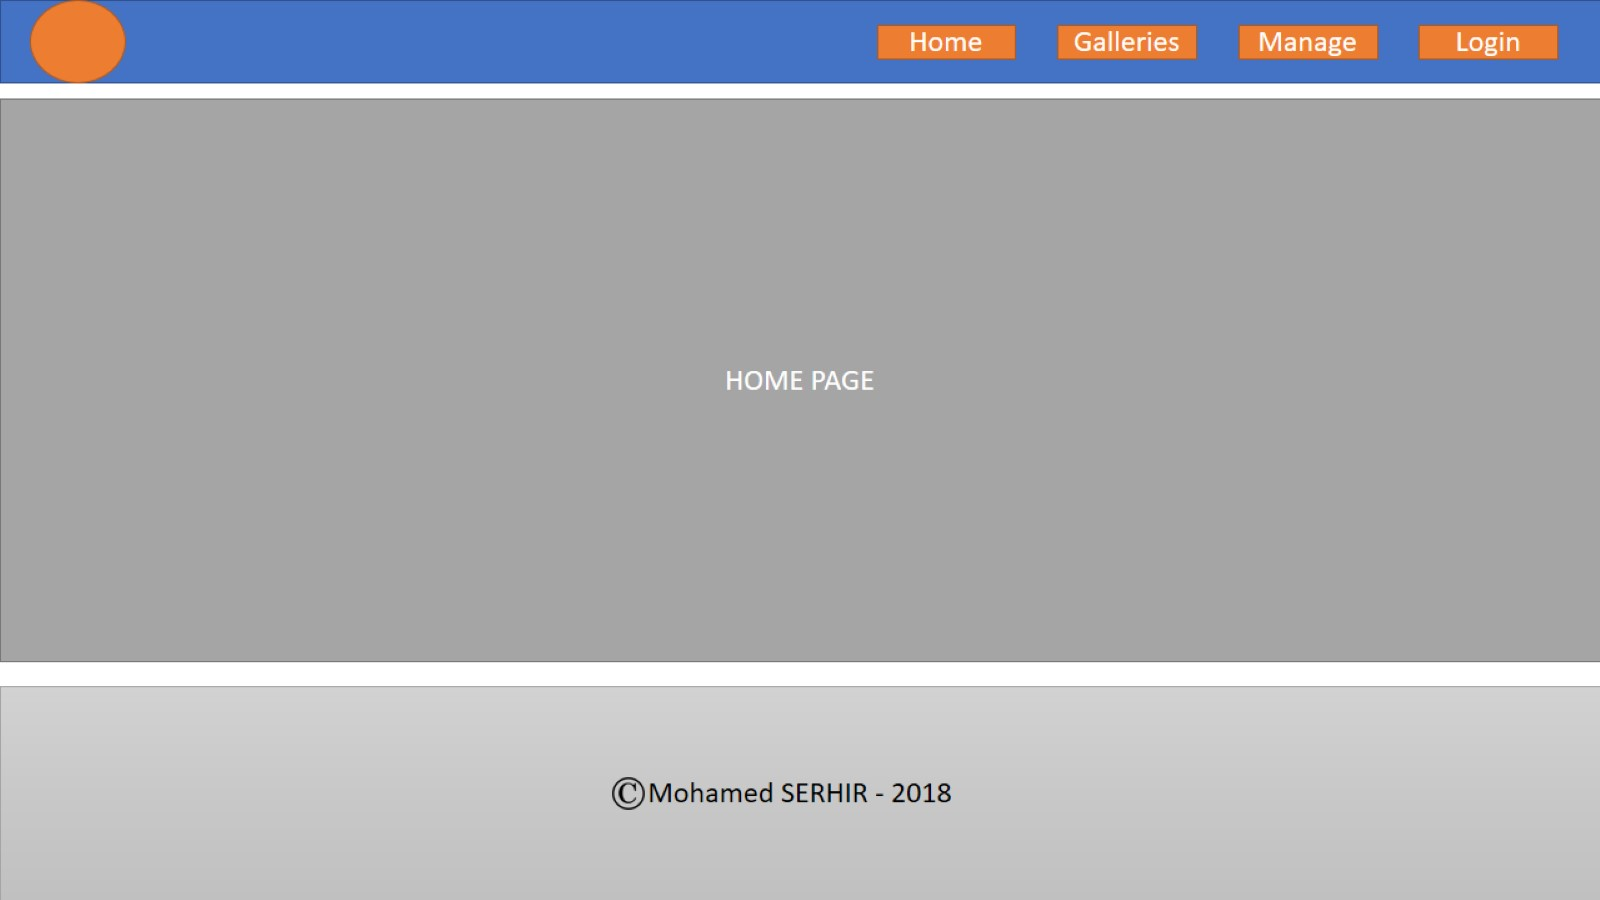 Home Galleries Manage Login
HOME PAGE
©Mohamed SERHIR - 2018